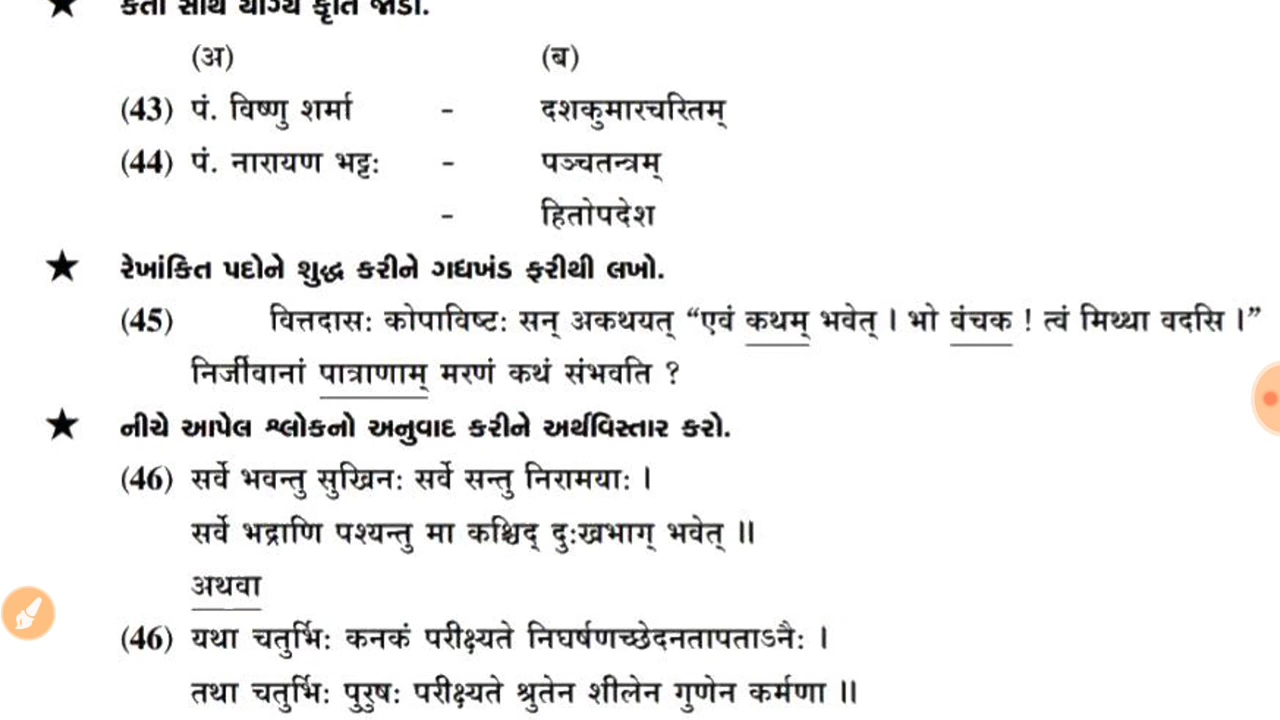 ★ કર્તા સાથે યોગ્ય કૃતિ જોડો.
(अ) (ब)
(43) पं. विष्णु शर्मा - दशकुमारचरितम्
(44) पं. नारायण भट्टः - पञ्चतन्त्रम्
- हितोपदेश
★ રેખાંકિત પદોને શુદ્ધ કરીને ગદ્યખંડ ફરીથી લખો.
(45) वित्तदासः कोपाविष्टः सन् अकथयत् “एवं कथम् भवेत् । भो वंचक ! त्वं मिथ्था वदसि ।”
निर्जीवानां पात्राणाम् मरणं कथं संभवति ?
★ નીચે આપેલ શ્લોકનો અનુવાદ કરીને અર્થવિસ્તાર કરો.
(46) सर्वे भवन्तु सुखिनः सर्वे सन्तु निरामयाः ।
सर्वे भद्राणि पश्यन्तु मा कश्चिद् दुःखभाग् भवेत् ॥
अथवा
(46) यथा चतुर्भिः कनकं परीक्ष्यते निघर्षणच्छेदनतापताऽनैः ।
तथा चतुर्भिः पुरुषः परीक्ष्यते श्रुतेन शीलेन गुणेन कर्मणा ॥